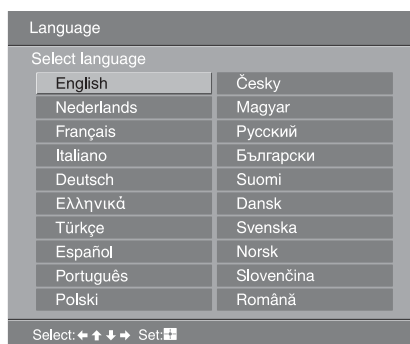 Language
Select language
English Česky
Nederlands Magyar
Français Русский
Italiano Български
Deutsch Suomi
Ελληνικά Dansk
Türkçe Svenska
Español Norsk
Português Slovenčina
Polski Română
Select: ← ↑ ↓ → Set: